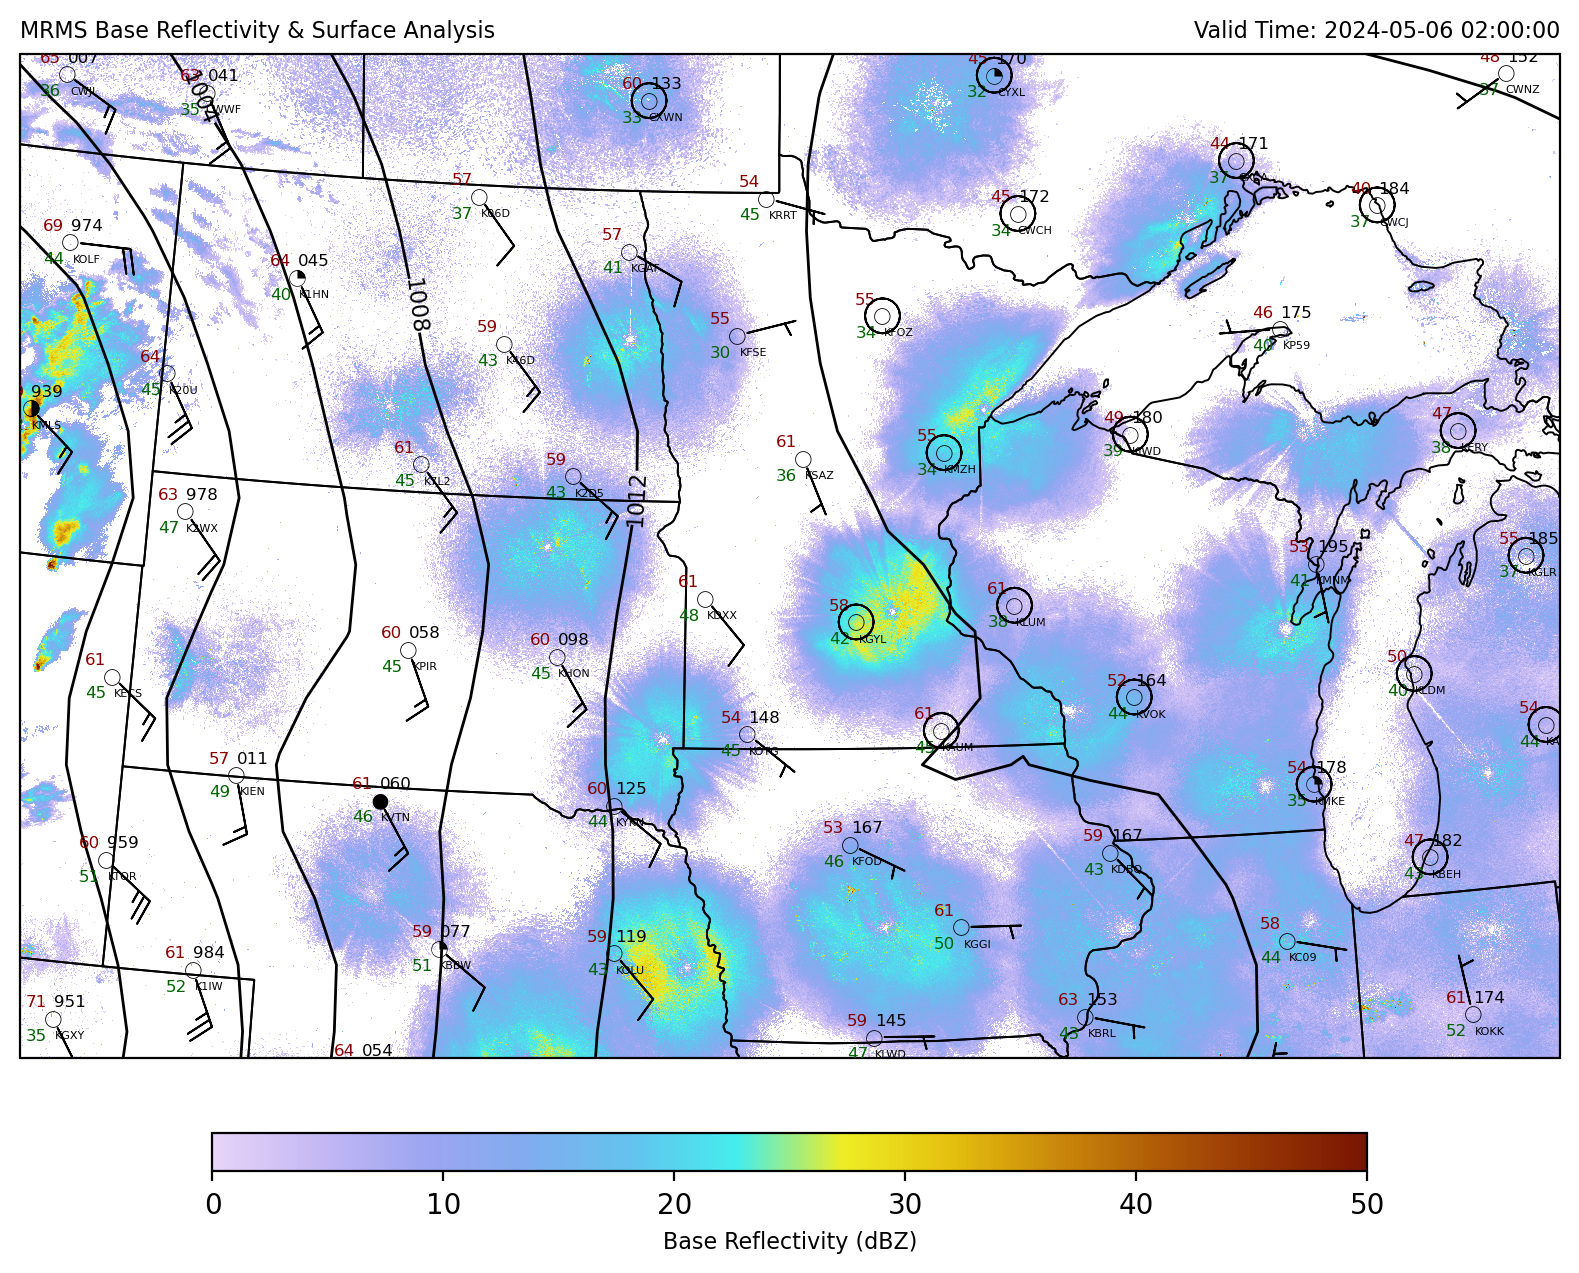 MRMS Base Reflectivity & Surface Analysis
Valid Time: 2024-05-06 02:00:00
65 007
36 CWJI
63 041
35 CWWF
1004
60 133
33 CXWN
45 170
32 CYXL
48 152
37 CWNZ
44 171
37
57
37 K06D
54
45 KRRT
45 172
34 CWCH
40 184
37 CWCJ
69 974
44 KOLF
64 045
40 K1HN
57
41 KGAF
1008
55
34 KFOZ
46 175
40 KP59
55
30 KFSE
59
43 K46D
64
45 K20U
939
KMLS
49 180
39 KIWD
47
38 KERY
55
34 KMZH
61
36 KSAZ
61
45 K7L2
59
43 K2D5
1012
63 978
47 K2WX
53 195
41 KMNM
55 185
37 KGLR
61
48 KDXX
58
42 KGYL
61
38 KLUM
60 058
45 KPIR
60 098
45 KHON
61
45 KECS
50
40 KLDM
52 164
44 KVOK
54 148
45 KOTG
61
45 KAUM
54
44 KA
57 011
49 KIEN
61 060
46 KVTN
60 125
44 KYKN
54 178
35 KMKE
53 167
46 KFOD
59 167
43 KDBQ
47 182
43 KBEH
60 959
51 KTOR
61
50 KGGI
58
44 KC09
59 077
51 KBBW
59 119
43 KOLU
61 984
52 K1IW
71 951
35 KGXY
63 153
43 KBRL
61 174
52 KOKK
59 145
47 KLWD
64 054
0 10 20 30 40 50
Base Reflectivity (dBZ)